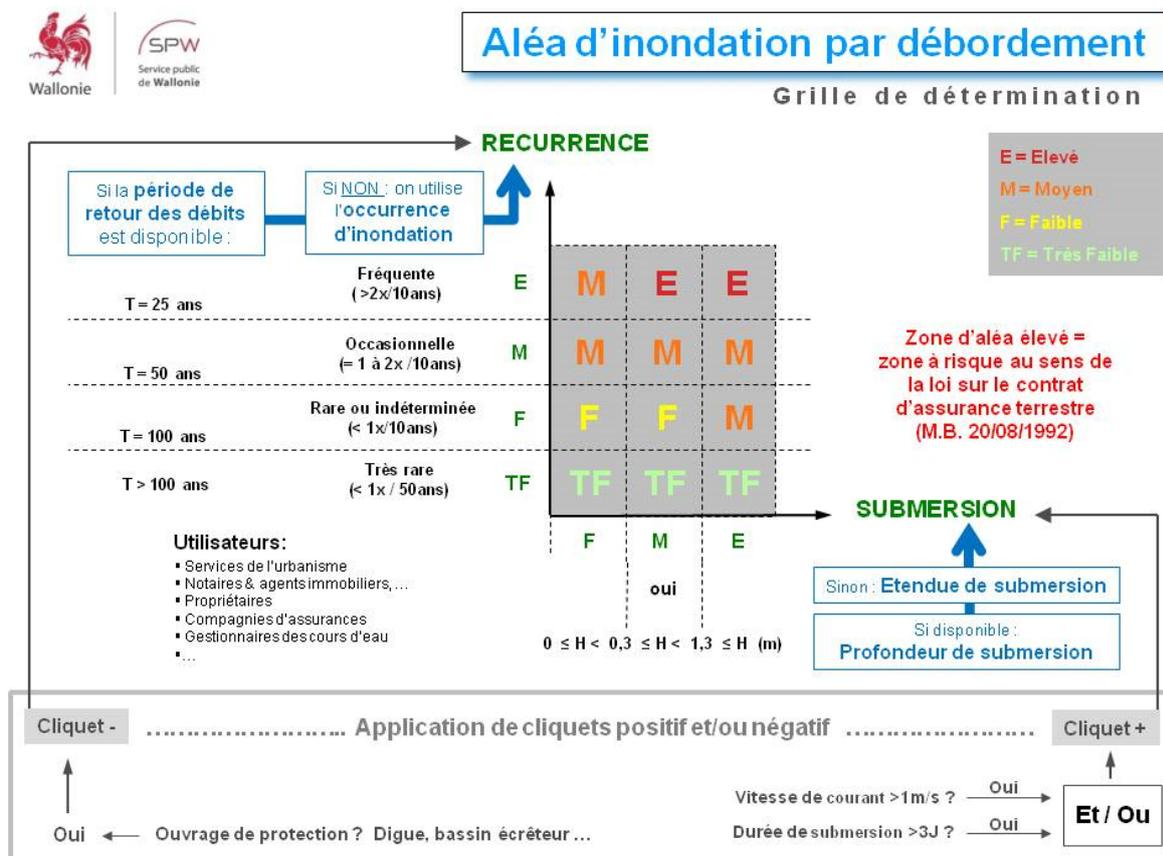 Wallonie
SPW
Service public
de Wallonie
Aléa d'inondation par débordement
Grille de détermination
RECURRENCE
E = Elevé
M = Moyen
F = Faible
TF = Très Faible
Si la période de
retour des débits
est disponible :
Si NON : on utilise
l'occurrence
d'inondation
T = 25 ans
Fréquente
( >2x/10ans)
E
M E E
T = 50 ans
Occasionnelle
(= 1 à 2x /10ans)
M
M M M
T = 100 ans
Rare ou indéterminée
(< 1x/10ans)
F
F F M
T > 100 ans
Très rare
(< 1x / 50ans)
TF
TF TF TF
Zone d'aléa élevé =
zone à risque au sens de
la loi sur le contrat
d'assurance terrestre
(M.B. 20/08/1992)
SUBMERSION
F M E
oui
0 ≤ H < 0,3 ≤ H < 1,3 ≤ H (m)
Sinon : Etendue de submersion
Si disponible :
Profondeur de submersion
Utilisateurs:
▪ Services de l'urbanisme
▪ Notaires & agents immobiliers, ...
▪ Propriétaires
▪ Compagnies d'assurances
▪ Gestionnaires des cours d'eau
▪ ...
Cliquet - ........................ Application de cliquets positif et/ou négatif ........................ Cliquet +
Vitesse de courant >1m/s ? Oui
Et / Ou
Durée de submersion >3J ? Oui
Oui Ouvrage de protection ? Digue, bassin écrêteur ...